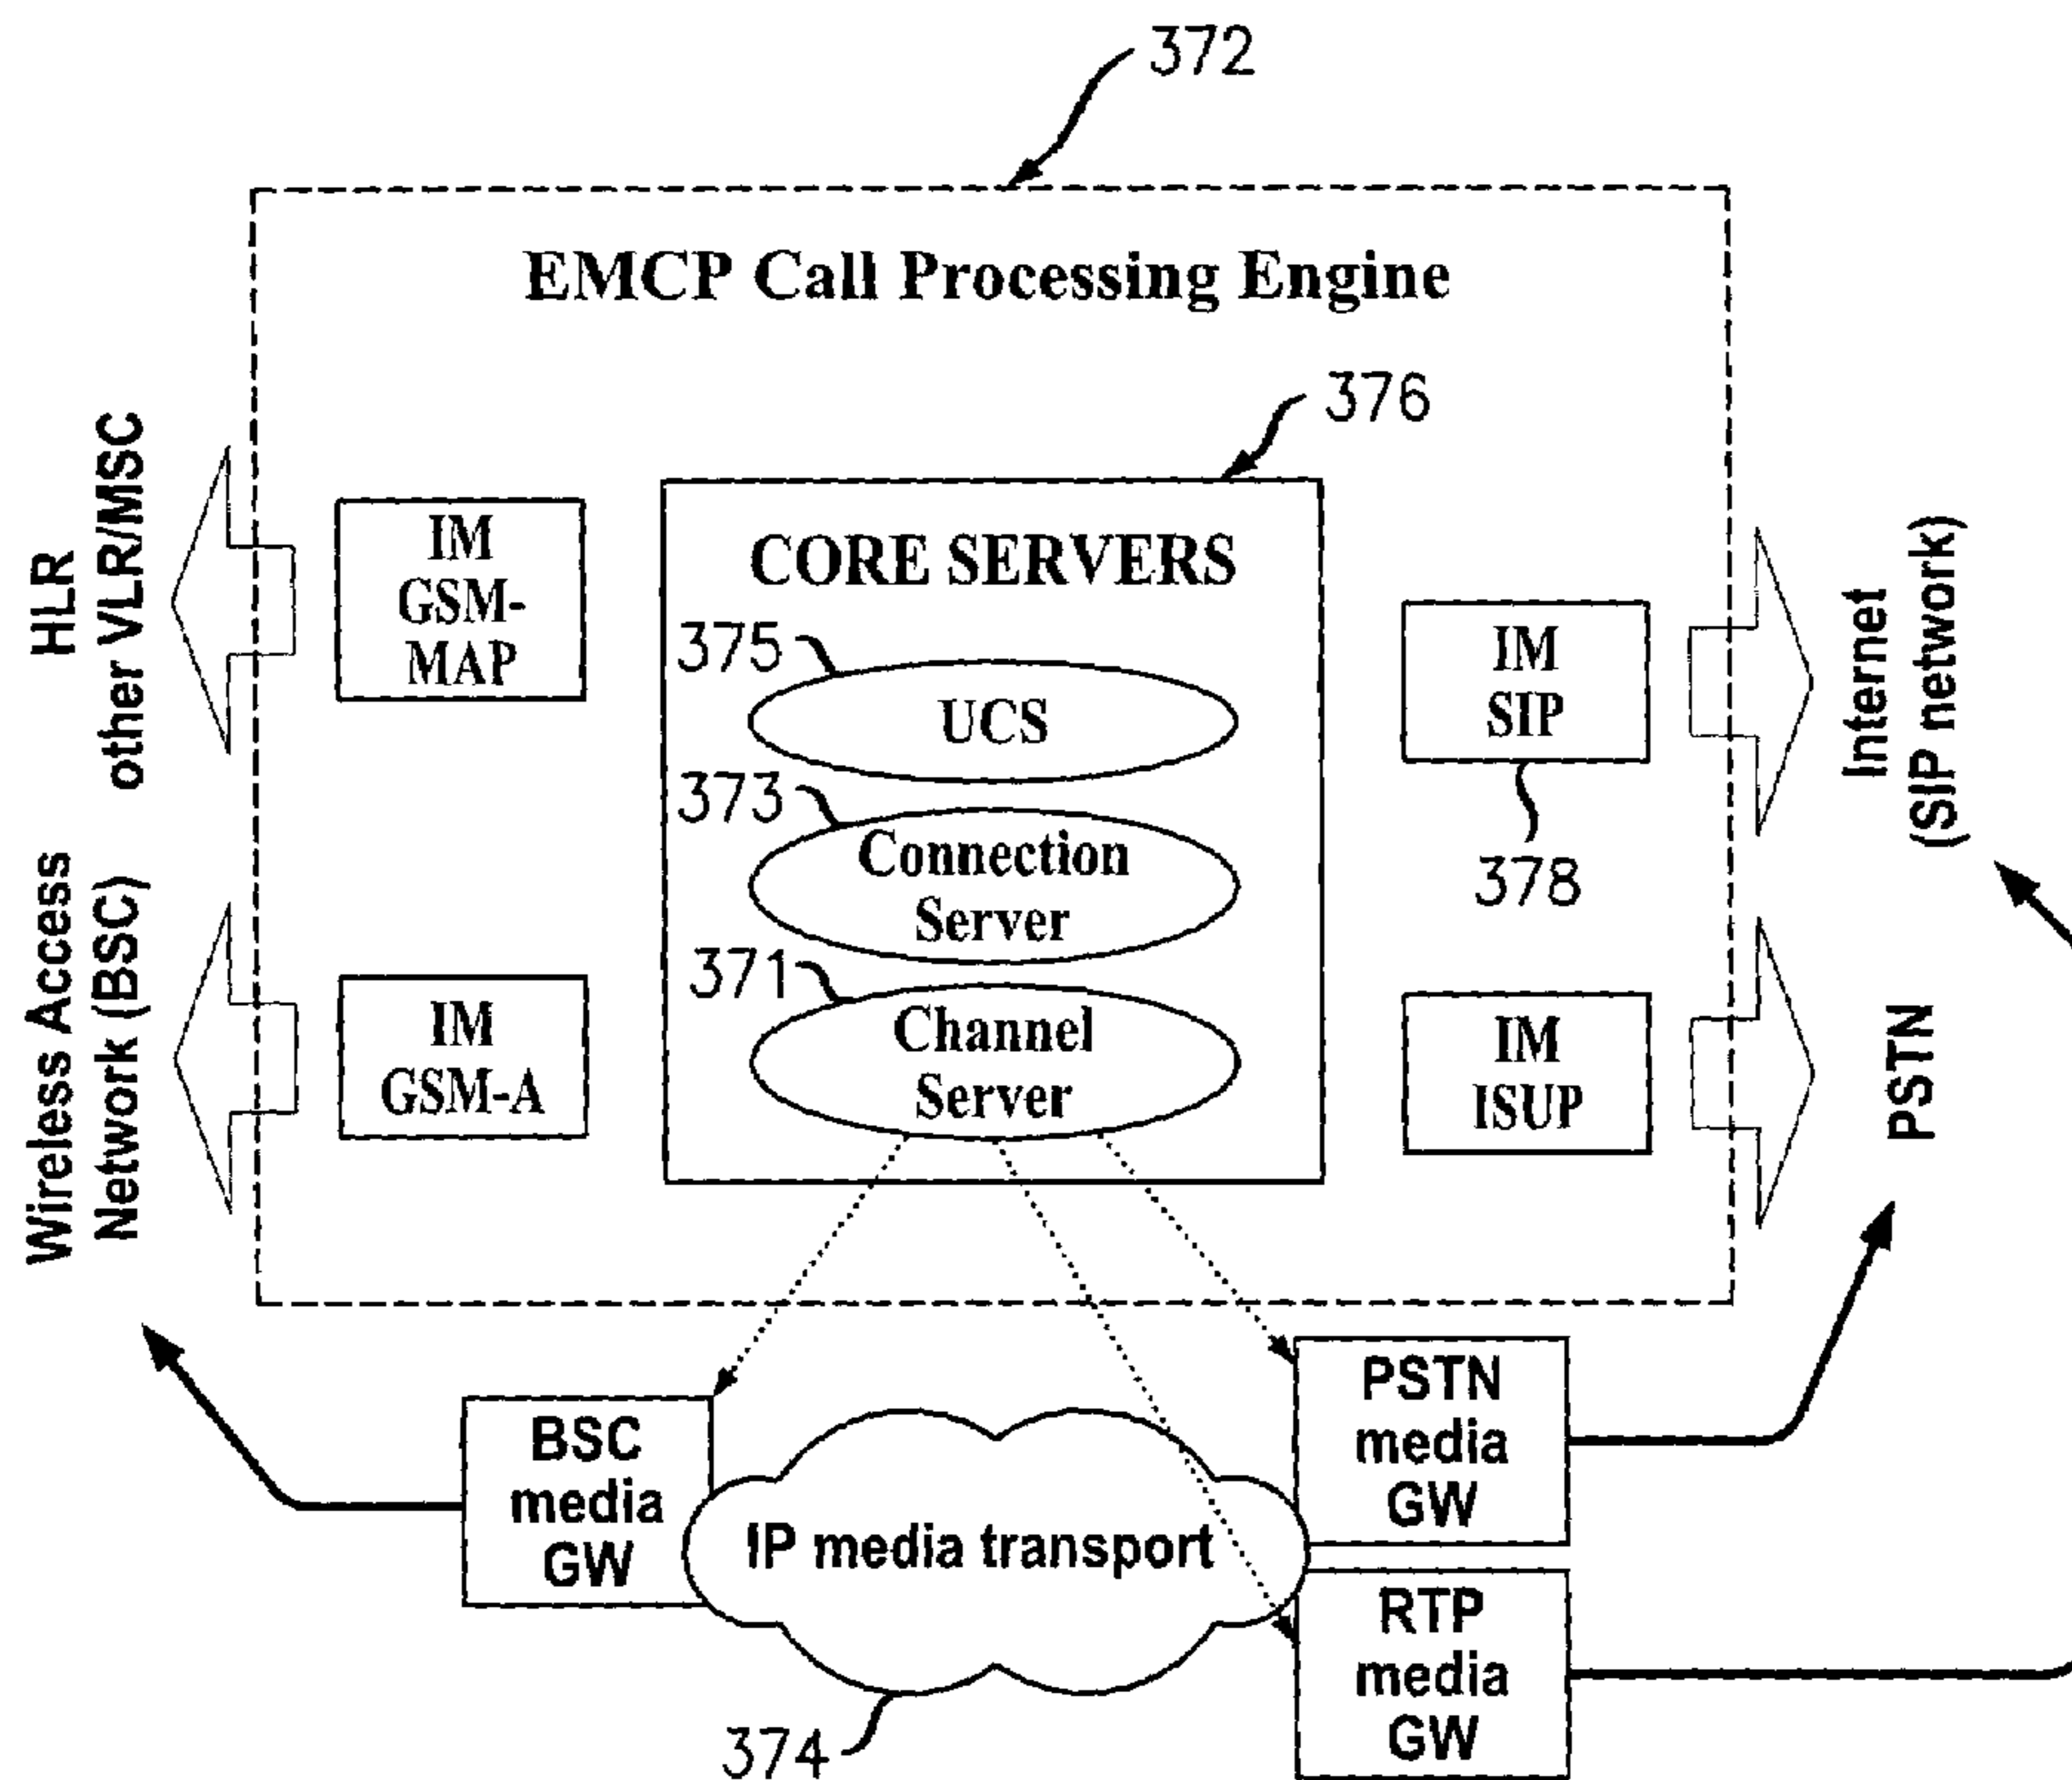 372
EMCP Call Processing Engine
376
HLR
other VLR/MSC
IM
GSM-
MAP
CORE SERVERS
375
UCS
373
Connection
Server
371
Channel
Server
IM
SIP
378
Internet
(SIP network)
Wireless Access
Network (BSC)
IM
GSM-A
IM
ISUP
PSTN
BSC
media
GW
IP media transport
374
PSTN
media
GW
RTP
media
GW